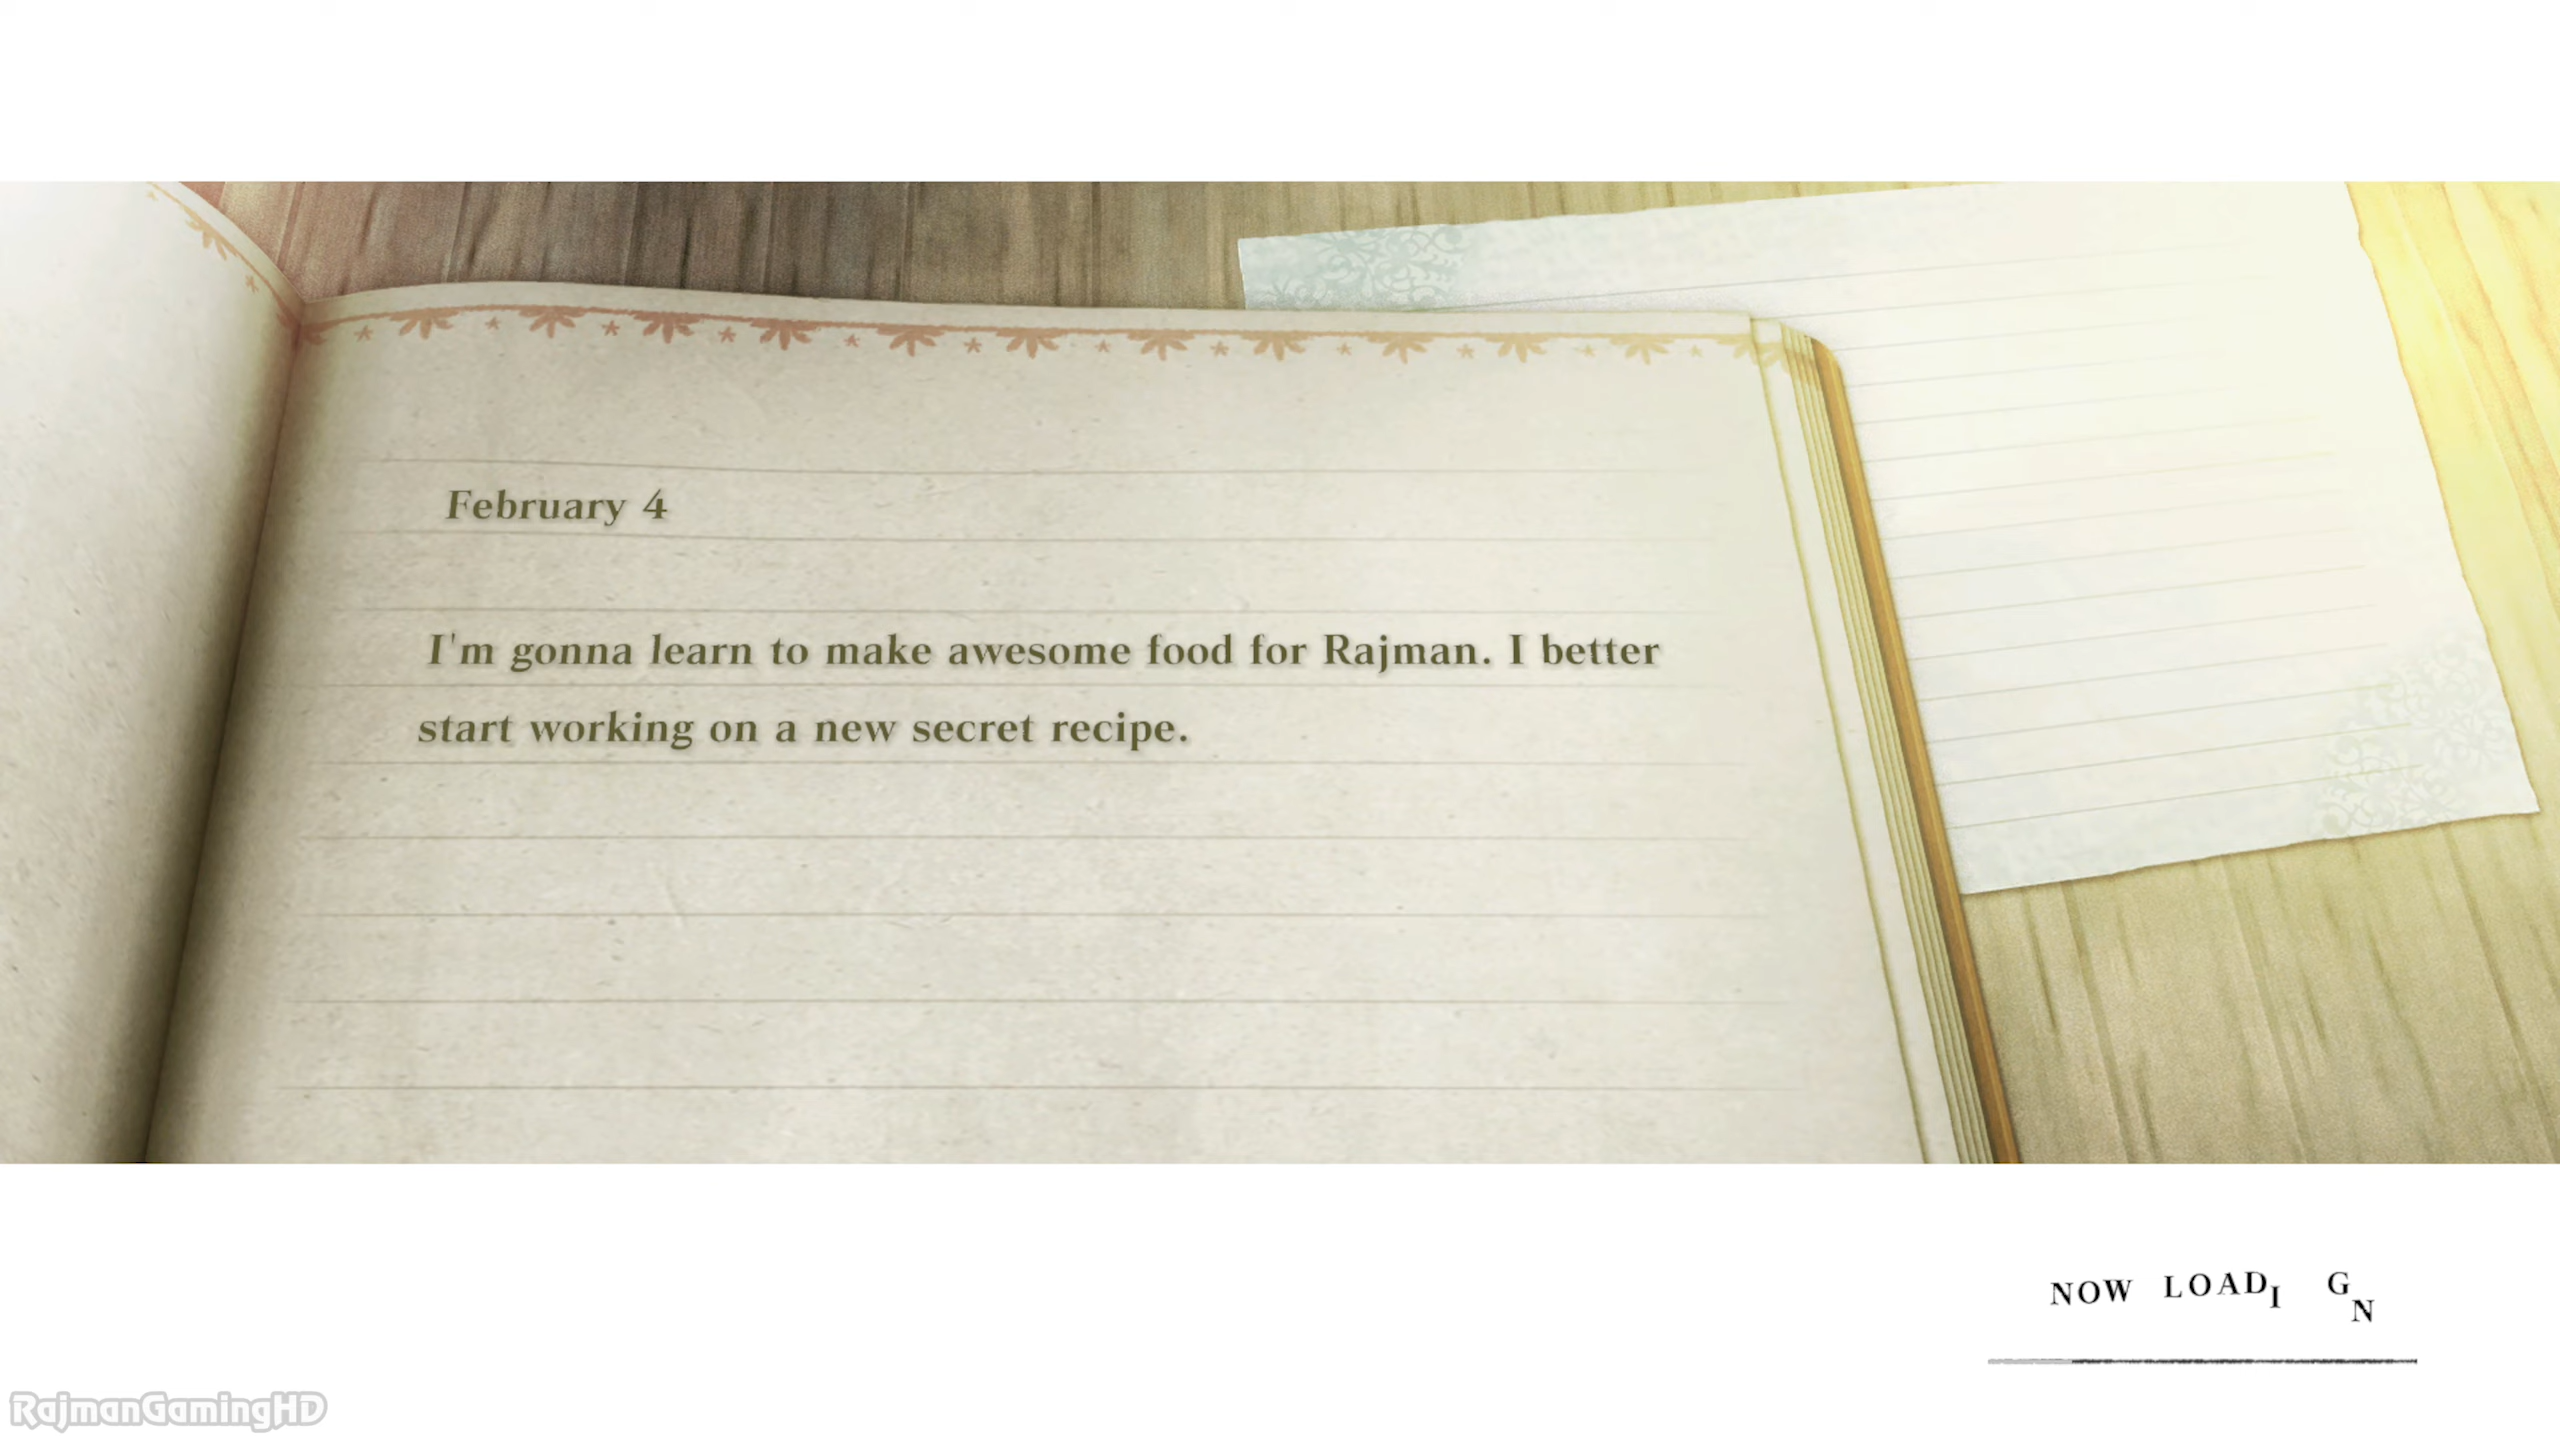 February 4
I'm gonna learn to make awesome food for Rajman. I better
start working on a new secret recipe.
NOW LOADING
RajmanGamingHD